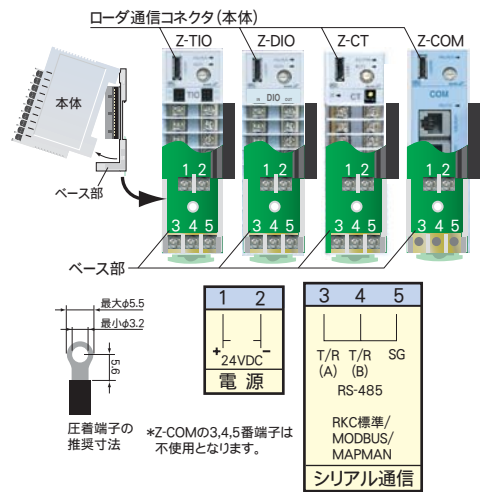 ローダ通信コネクタ(本体)
Z-TIO Z-DIO Z-CT Z-COM
本体
TIO DIO CT COM
1 2 1 2 1 2 1 2
ベース部
3 4 5 3 4 5 3 4 5 3 4 5
ベース部
最大φ5.5
最小φ3.2
5.6
圧着端子の
推奨寸法
1 2
+ −
24VDC
電源
*Z-COMの3,4,5番端子は
不使用となります。
3 4 5
T/R T/R SG
(A) (B)
RS-485
RKC標準/
MODBUS/
MAPMAN
シリアル通信